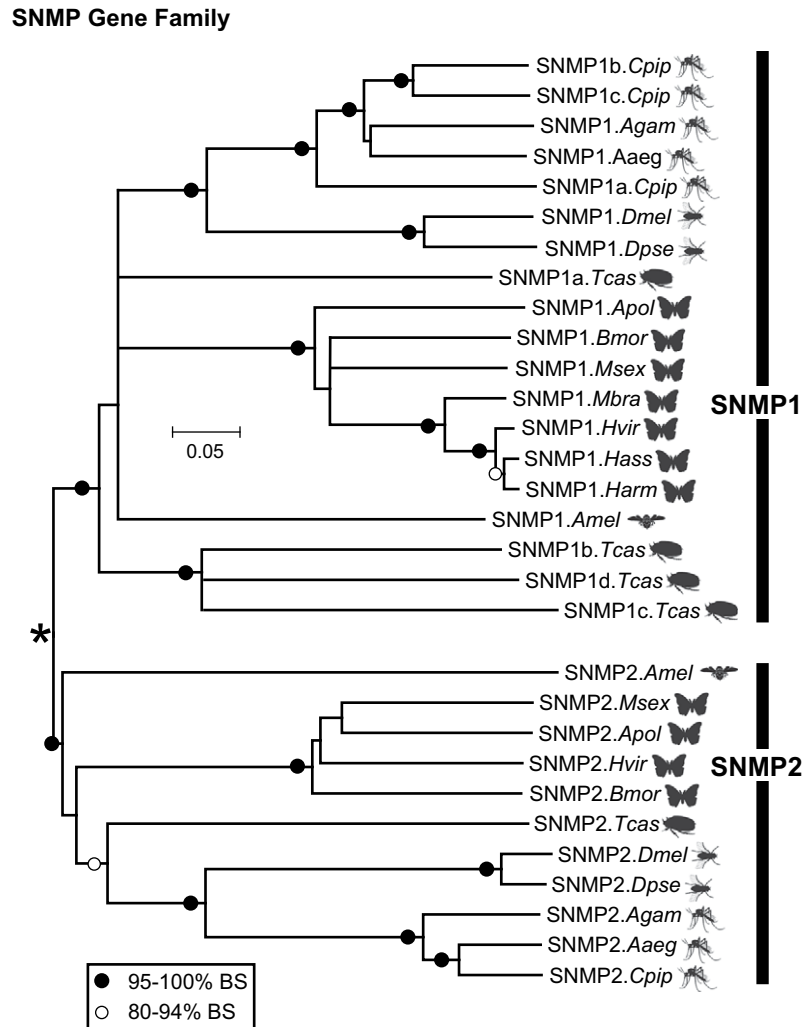 SNMP Gene Family
SNMP1b.Cpip
SNMP1c.Cpip
SNMP1.Agam
SNMP1.Aaeg
SNMP1a.Cpip
SNMP1.Dmel
SNMP1.Dpse
SNMP1a.Tcas
SNMP1.Apol
SNMP1.Bmor
SNMP1.Msex
SNMP1.Mbra
SNMP1
SNMP1.Hvir
0.05
SNMP1.Hass
SNMP1.Harm
SNMP1.Amel
SNMP1b.Tcas
SNMP1d.Tcas
SNMP1c.Tcas
*
SNMP2.Amel
SNMP2.Msex
SNMP2.Apol
SNMP2.Hvir
SNMP2
SNMP2.Bmor
SNMP2.Tcas
SNMP2.Dmel
SNMP2.Dpse
SNMP2.Agam
SNMP2.Aaeg
SNMP2.Cpip
95-100% BS
80-94% BS